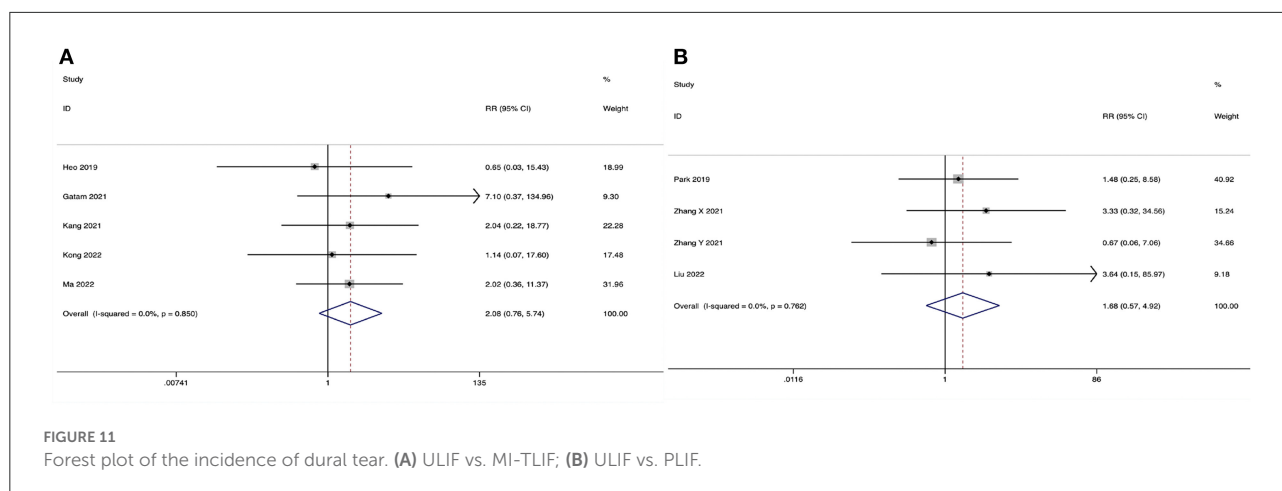 A
Study %
ID RR (95% CI) Weight
Heo 2019 0.65 (0.03, 15.43) 18.99
Gatam 2021 7.10 (0.37, 134.96) 9.30
Kang 2021 2.04 (0.22, 18.77) 22.28
Kong 2022 1.14 (0.07, 17.60) 17.48
Ma 2022 2.02 (0.36, 11.37) 31.96
Overall (I-squared = 0.0%, p = 0.850) 2.08 (0.76, 5.74) 100.00
.00741 1 135
B
Study %
ID RR (95% CI) Weight
Park 2019 1.48 (0.25, 8.58) 40.92
Zhang X 2021 3.33 (0.32, 34.56) 15.24
Zhang Y 2021 0.67 (0.06, 7.06) 34.66
Liu 2022 3.64 (0.15, 85.97) 9.18
Overall (I-squared = 0.0%, p = 0.762) 1.68 (0.57, 4.92) 100.00
.0116 1 86
FIGURE 11
Forest plot of the incidence of dural tear. (A) ULIF vs. MI-TLIF; (B) ULIF vs. PLIF.